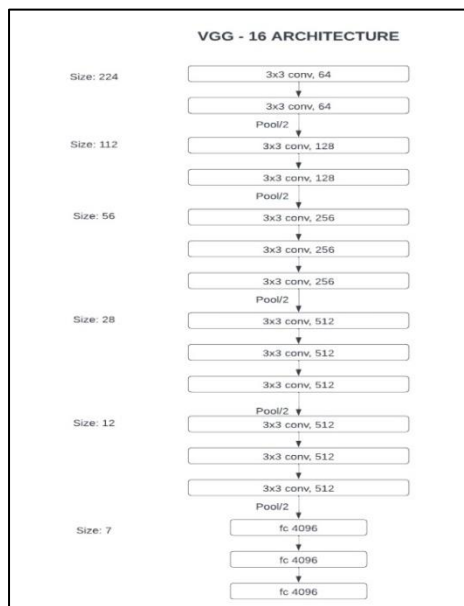 VGG - 16 ARCHITECTURE
Size: 224
3x3 conv, 64
3x3 conv, 64
Pool/2
Size: 112
3x3 conv, 128
3x3 conv, 128
Pool/2
Size: 56
3x3 conv, 256
3x3 conv, 256
3x3 conv, 256
Pool/2
Size: 28
3x3 conv, 512
3x3 conv, 512
3x3 conv, 512
Pool/2
Size: 12
3x3 conv, 512
3x3 conv, 512
3x3 conv, 512
Pool/2
Size: 7
fc 4096
fc 4096
fc 4096